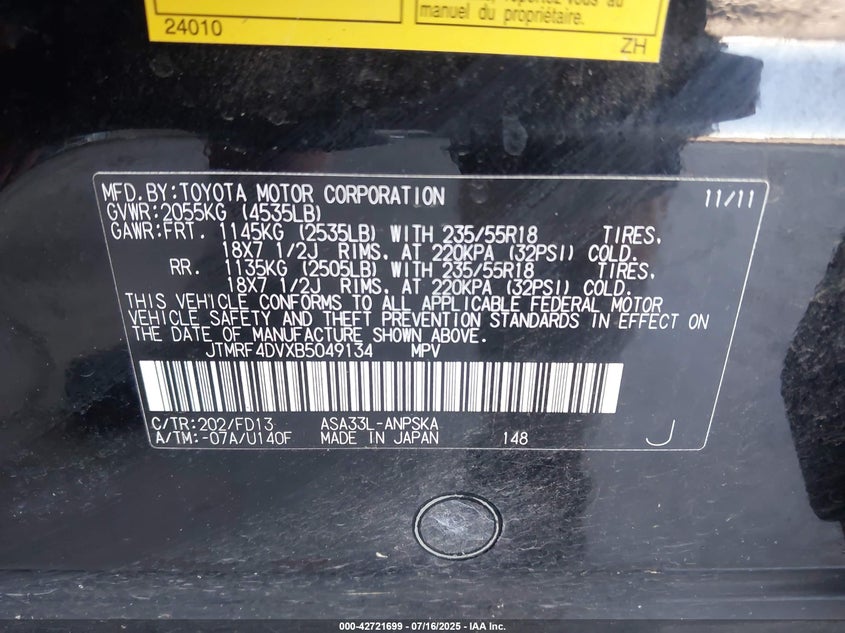 manuel du propriétaire.
24010
ZH
MFD.BY:TOYOTA MOTOR CORPORATION 11/11
GVWR:2055KG (4535LB)
GAWR:FRT. 1145KG (2535LB) WITH 235/55R18 TIRES,
18X7 1/2J RIMS, AT 220KPA (32PSI) COLD.
RR. 1135KG (2505LB) WITH 235/55R18 TIRES,
18X7 1/2J RIMS, AT 220KPA (32PSI) COLD.
THIS VEHICLE CONFORMS TO ALL APPLICABLE FEDERAL MOTOR
VEHICLE SAFETY AND THEFT PREVENTION STANDARDS IN EFFECT ON
THE DATE OF MANUFACTURE SHOWN ABOVE.
JTMRF4DVXB5049134 MPV
C/TR:202/FD13 ASA33L-ANPSKA
A/TM:-07A/U140F MADE IN JAPAN 148 J
000-42721699 - 07/16/2025 - IAA Inc.